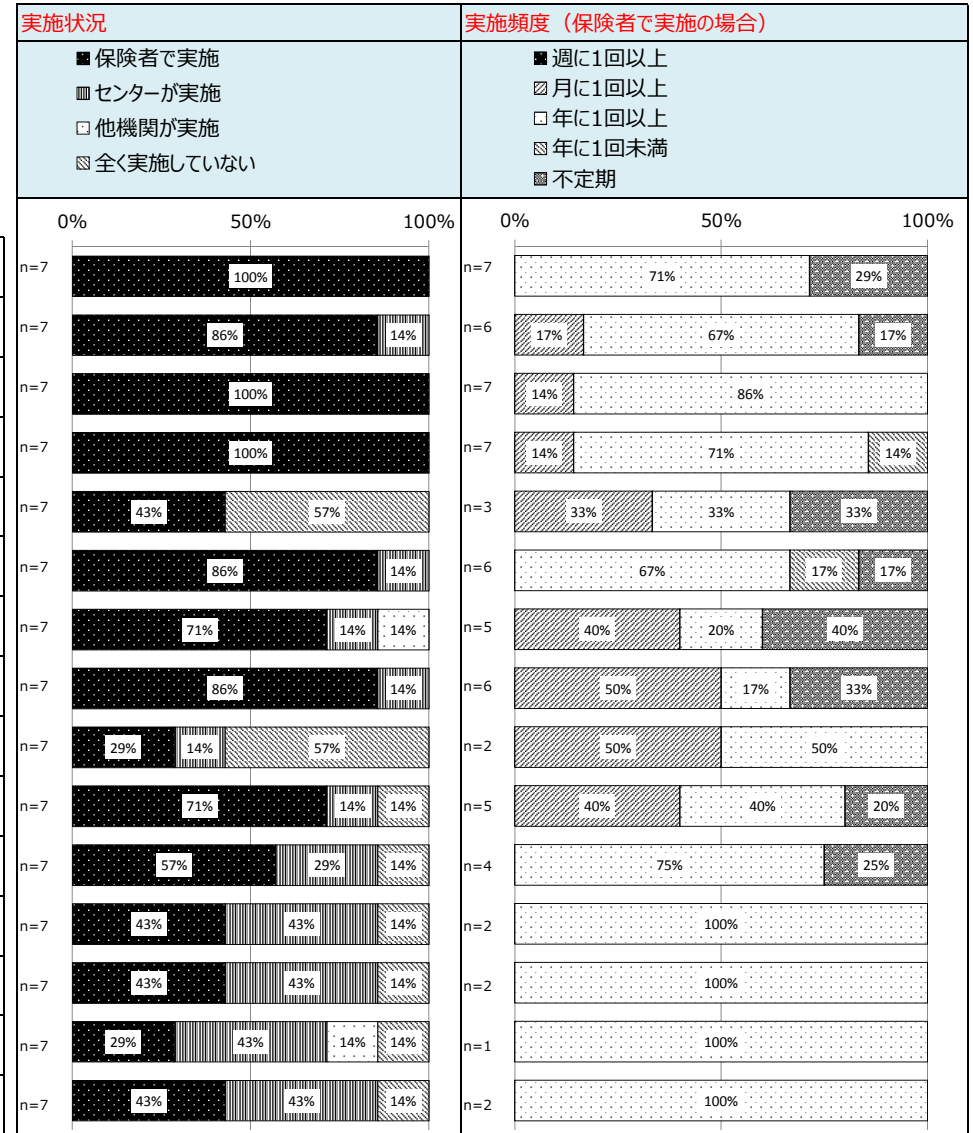 実施状況
実施頻度（保険者で実施の場合）
■保険者で実施
センターが実施
他機関が実施
全く実施していない
■週に1回以上
月に1回以上
年に1回以上
年に1回未満
不定期
0% 50% 100%
0% 50% 100%
n=7 100% n=7 71% 29%
n=7 86% 14% n=6 17% 67% 17%
n=7 100% n=7 14% 86%
n=7 100% n=7 14% 71% 14%
n=7 43% 57% n=3 33% 33% 33%
n=7 86% 14% n=6 67% 17% 17%
n=7 71% 14% 14% n=5 40% 20% 40%
n=7 86% 14% n=6 50% 17% 33%
n=7 29% 14% 57% n=2 50% 50%
n=7 71% 14% 14% n=5 40% 40% 20%
n=7 57% 29% 14% n=4 75% 25%
n=7 43% 43% 14% n=2 100%
n=7 43% 43% 14% n=2 100%
n=7 29% 43% 14% 14% n=1 100%
n=7 43% 43% 14% n=2 100%